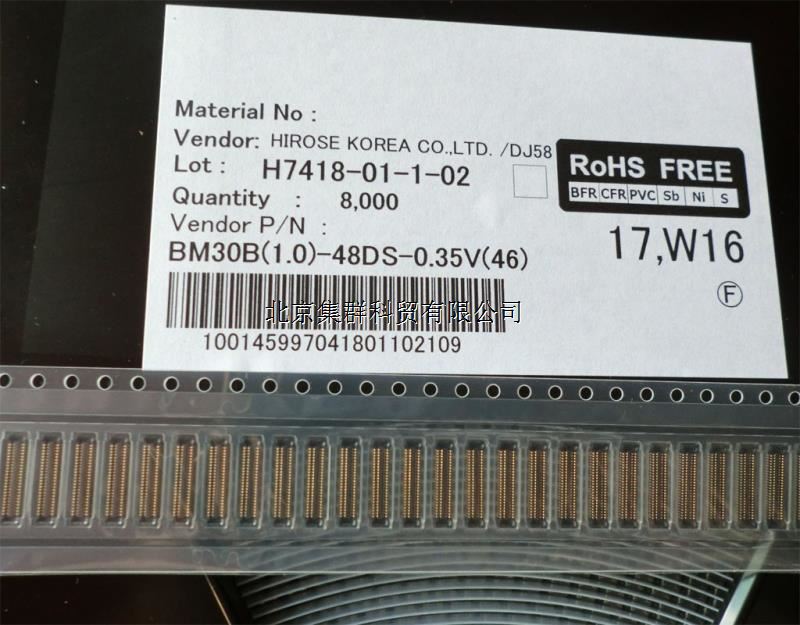 Material No :
Vendor: HIROSE KOREA CO.,LTD. /DJ58
Lot : H7418-01-1-02
RoHS FREE
BFR CFR PVC Sb Ni S
Quantity : 8,000
Vendor P/N :
17,W16
BM30B(1.0)-48DS-0.35V(46)
F
北京集群科贸有限公司
100145997041801102109